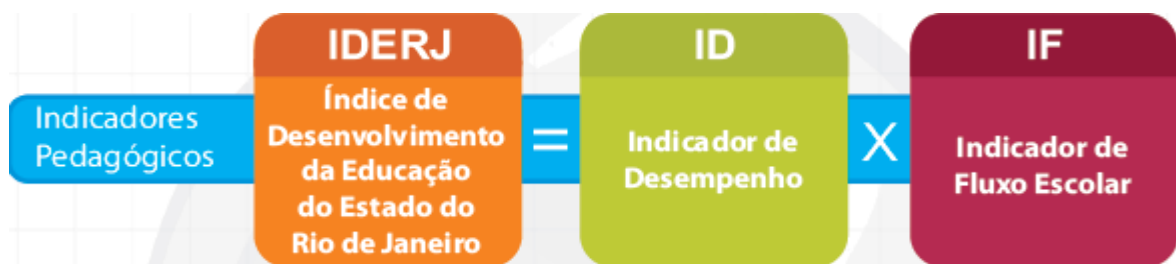 Indicadores
Pedagógicos
IDERJ
Índice de
Desenvolvimento
da Educação
do Estado do
Rio de Janeiro
=
ID
Indicador de
Desempenho
X
IF
Indicador de
Fluxo Escolar